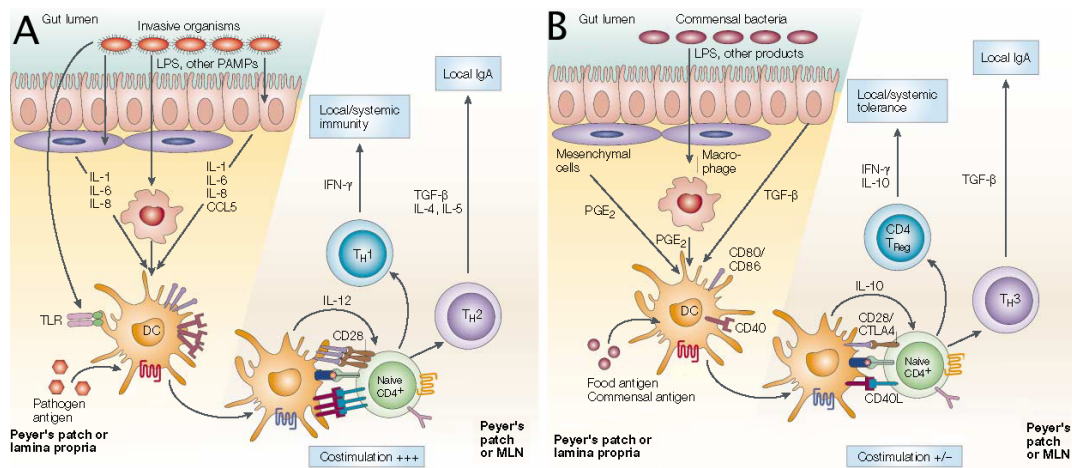 A
Gut lumen
Invasive organisms
LPS, other PAMPs
Local IgA
Local/systemic
immunity
IL-1
IL-6
IL-8
IL-1
IL-6
IL-8
CCL5
IFN-γ
TGF-β
IL-4, IL-5
TH1
TH2
IL-12
TLR
DC
CD28
Naive
CD4+
Pathogen
antigen
Peyer's patch or
lamina propria
Costimulation +++
Peyer's
patch
or MLN
B
Gut lumen
Commensal bacteria
LPS, other products
Local IgA
Local/systemic
tolerance
Mesenchymal
cells
Macro-
phage
IFN-γ
IL-10
TGF-β
TGF-β
PGE2
PGE2
CD80/
CD86
CD4
TReg
TH3
IL-10
DC
CD40
CD28/
CTLA4
Naive
CD4+
CD40L
Food antigen
Commensal antigen
Peyer's patch or
lamina propria
Costimulation +/–
Peyer's
patch
or MLN